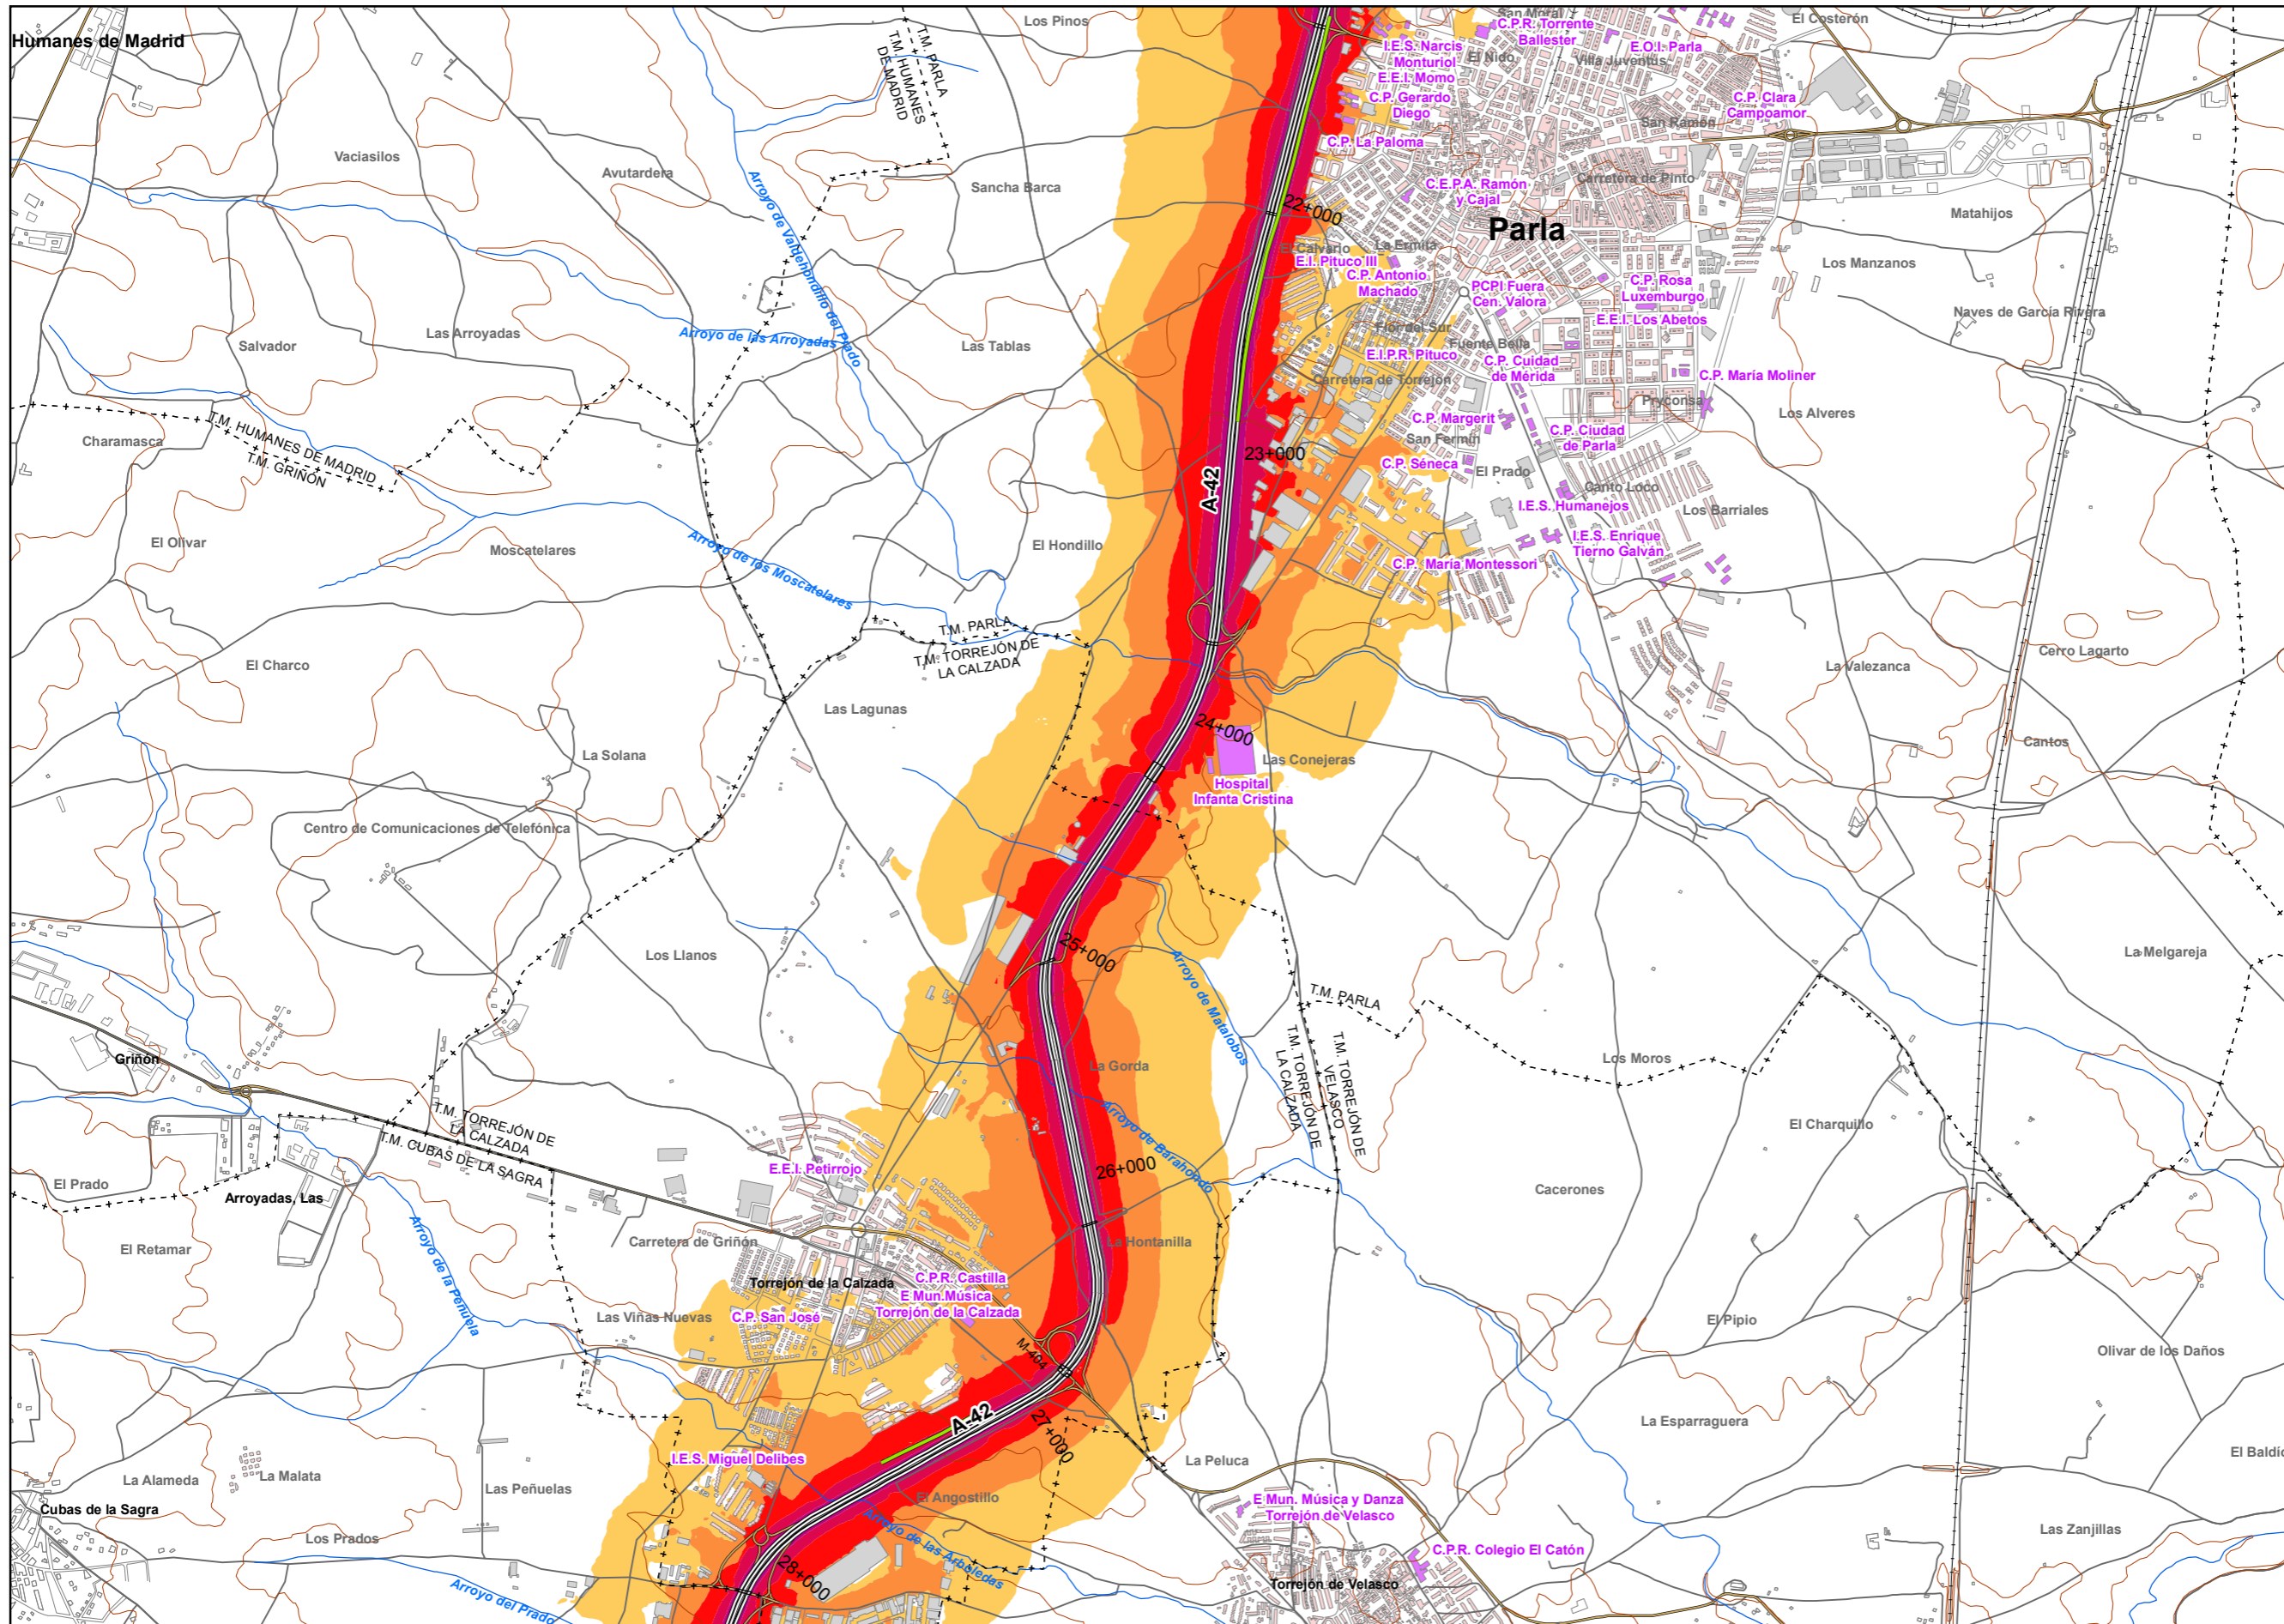 Humanes de Madrid
Los Pinos
T.M. PARLA
T.M. HUMANES
DE MADRID
San Moral
C.P.R. Torrente
Ballester
El Costerón
I.E.S. Narcis
Monturiol
El Nido
E.O.I. Parla
Villa Juventus
E.E.I. Momo
C.P. Gerardo
Diego
C.P. Clara
Campoamor
San Ramón
C.P. La Paloma
Vaciasilos
Avutardera
Sancha Barca
Arroyo de Valdehondillo del Prado
C.E.P.A. Ramón
y Cajal
Carretera de Pinto
22+000
Parla
Matahijos
El Calvario
La Ermita
E.I. Pituco III
C.P. Antonio
Machado
PCPI Fuera
Cen. Valora
C.P. Rosa
Luxemburgo
Los Manzanos
E.E.I. Los Abetos
Naves de García Rivera
Salvador
Las Arroyadas
Arroyo de las Arroyadas
Las Tablas
Flor del Sur
Fuente Bella
E.I.P.R. Pituco
C.P. Cuidad
de Mérida
Carretera de Torrejón
C.P. María Moliner
Pryconsa
Los Alveres
Charamasca
T.M. HUMANES DE MADRID
T.M. GRIÑÓN
C.P. Margerit
San Fermín
C.P. Ciudad
de Parla
23+000
A-42
C.P. Séneca
El Prado
Canto Loco
I.E.S. Humanejos
Los Barriales
El Olivar
Moscatelares
Arroyo de los Moscatelares
El Hondillo
I.E.S. Enrique
Tierno Galván
C.P. María Montessori
T.M. PARLA
T.M. TORREJÓN DE
LA CALZADA
El Charco
Las Lagunas
La Valezanca
Cerro Lagarto
24+000
La Solana
Las Conejeras
Cantos
Hospital
Infanta Cristina
Centro de Comunicaciones de Telefónica
25+000
Los Llanos
La Melgareja
Arroyo de Matalobos
T.M. PARLA
T.M. TORREJÓN DE
LA CALZADA
T.M. TORREJÓN DE
VELASCO
Griñón
La Gorda
Los Moros
T.M. TORREJÓN DE
LA CALZADA
T.M. CUBAS DE LA SAGRA
Arroyo de Barahondo
El Charquillo
E.E.I. Petirrojo
26+000
El Prado
Arroyadas, Las
Cacerones
El Retamar
Arroyo de la Peñuela
Carretera de Griñón
La Hontanilla
Torrejón de la Calzada
C.P.R. Castilla
E Mun.Música
Torrejón de la Calzada
Las Viñas Nuevas
C.P. San José
El Pipio
M-404
Olivar de los Daños
A-42
27+000
La Esparraguera
I.E.S. Miguel Delibes
La Peluca
El Baldío
La Alameda
La Malata
Las Peñuelas
El Angostillo
Cubas de la Sagra
E Mun. Música y Danza
Torrejón de Velasco
Los Prados
Arroyo de las Arboledas
Las Zanjillas
C.P.R. Colegio El Catón
28+000
Arroyo del Prado
Torrejón de Velasco